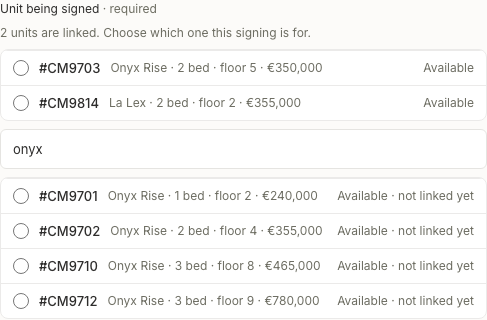 Unit being signed · required
2 units are linked. Choose which one this signing is for.
#CM9703 Onyx Rise · 2 bed · floor 5 · €350,000 Available
#CM9814 La Lex · 2 bed · floor 2 · €355,000 Available
onyx
#CM9701 Onyx Rise · 1 bed · floor 2 · €240,000 Available · not linked yet
#CM9702 Onyx Rise · 2 bed · floor 4 · €355,000 Available · not linked yet
#CM9710 Onyx Rise · 3 bed · floor 8 · €465,000 Available · not linked yet
#CM9712 Onyx Rise · 3 bed · floor 9 · €780,000 Available · not linked yet